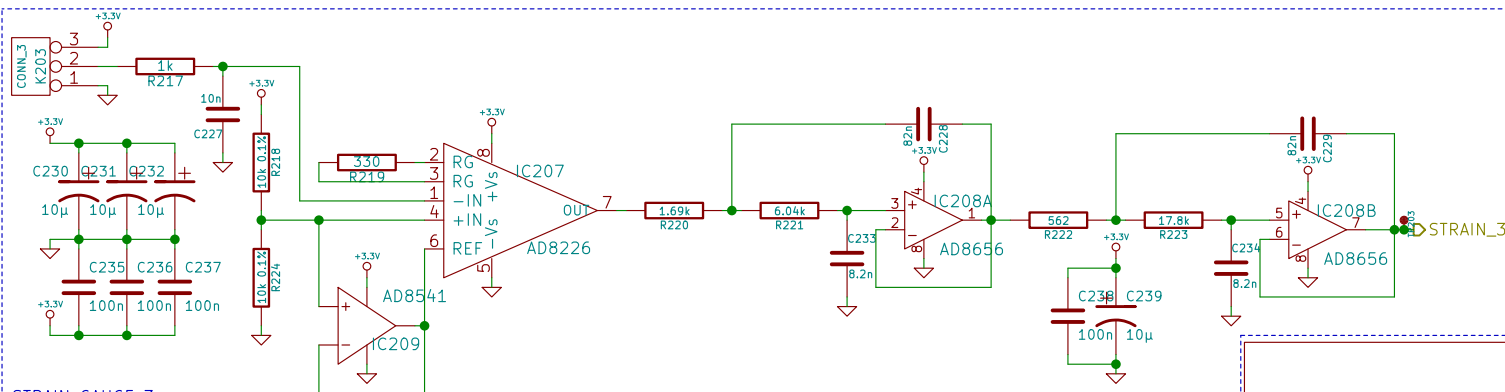 CONN_3
K203
3
2
1
+3.3V
1k
R217
10n
C227
+3.3V
10k 0.1%
R218
10k 0.1%
R224
+3.3V
C230
C231
C232
10µ
10µ
10µ
C235
C236
C237
100n
100n
100n
+3.3V
330
R219
+3.3V
2
3
1
4
6
8
5
7
RG
RG
-IN
+IN
REF
+Vs
-Vs
OUT
IC207
AD8226
+3.3V
AD8541
IC209
1.69k
R220
6.04k
R221
C233
8.2n
82n
C228
+3.3V
3
2
4
8
1
IC208A
AD8656
562
R222
17.8k
R223
+3.3V
C238
C239
100n
10µ
C234
8.2n
82n
C229
+3.3V
5
6
4
8
7
IC208B
AD8656
STRAIN_3
STRAIN GAUGE 3